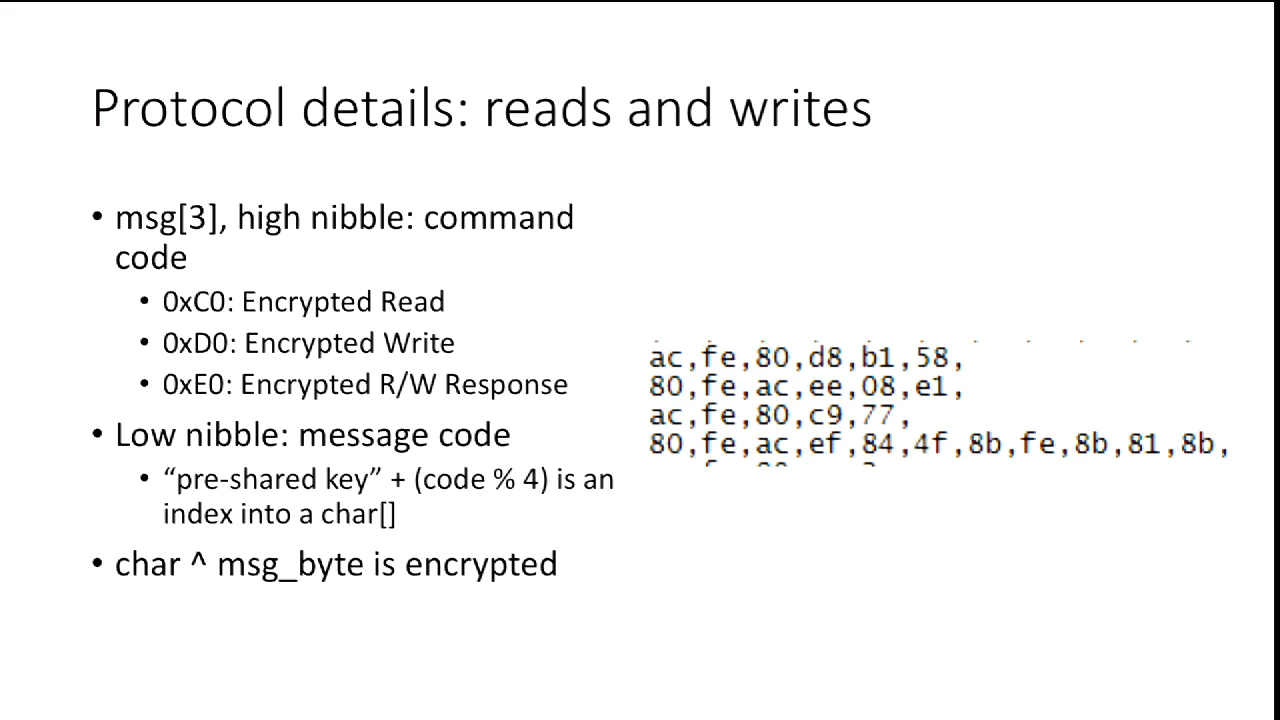 Protocol details: reads and writes
• msg[3], high nibble: command
code
• 0xC0: Encrypted Read
• 0xD0: Encrypted Write
• 0xE0: Encrypted R/W Response
• Low nibble: message code
• “pre-shared key” + (code % 4) is an
index into a char[]
• char ^ msg_byte is encrypted
ac,fe,80,d8,b1,58,
80,fe,ac,ee,08,e1,
ac,fe,80,c9,77,
80,fe,ac,ef,84,4f,8b,fe,8b,81,8b,